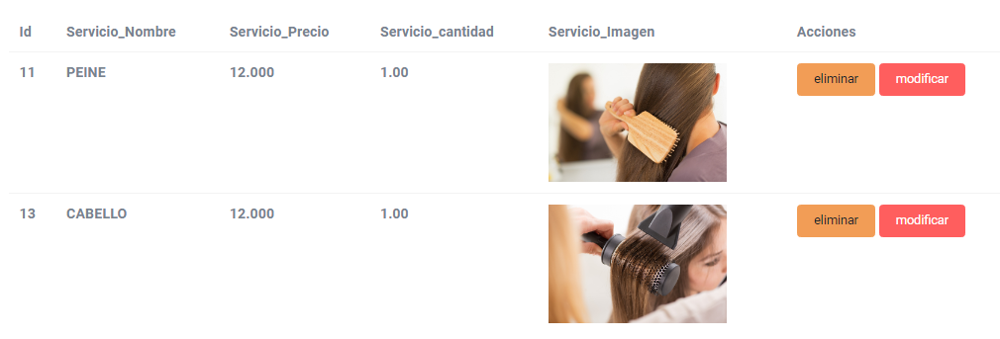 Id Servicio_Nombre Servicio_Precio Servicio_cantidad Servicio_Imagen Acciones
11 PEINE 12.000 1.00 eliminar modificar
13 CABELLO 12.000 1.00 eliminar modificar